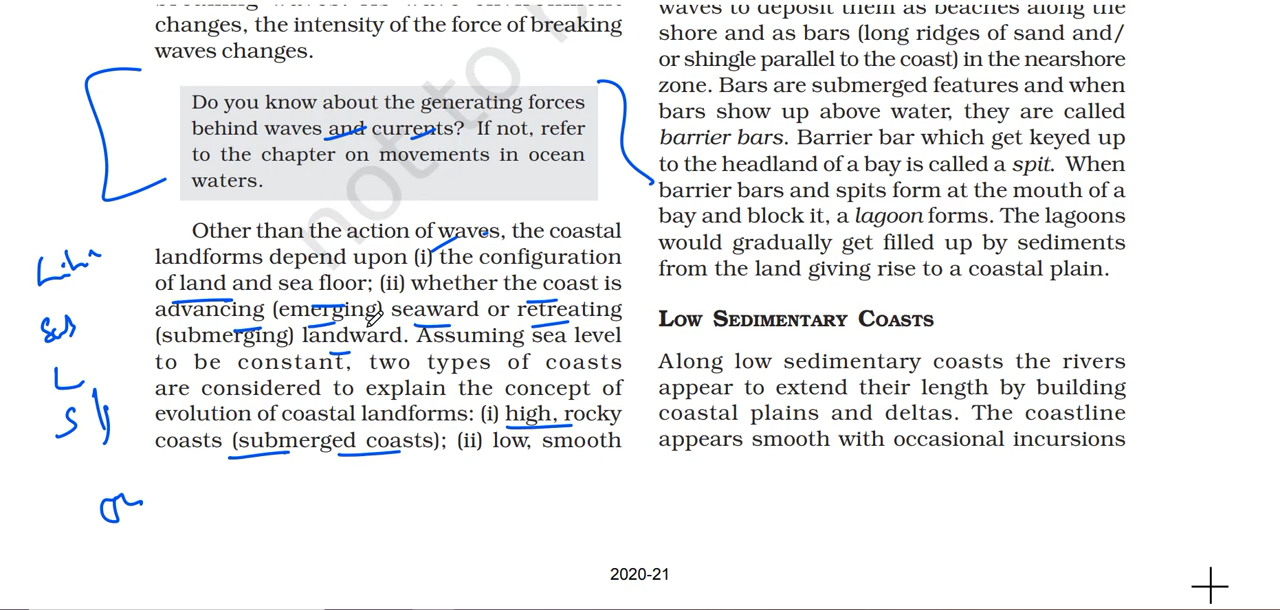 changes, the intensity of the force of breaking
waves changes.
Do you know about the generating forces
behind waves and currents? If not, refer
to the chapter on movements in ocean
waters.
Other than the action of waves, the coastal
landforms depend upon (i) the configuration
of land and sea floor; (ii) whether the coast is
advancing (emerging) seaward or retreating
(submerging) landward. Assuming sea level
to be constant, two types of coasts
are considered to explain the concept of
evolution of coastal landforms: (i) high, rocky
coasts (submerged coasts); (ii) low, smooth
waves to deposit them as beaches along the
shore and as bars (long ridges of sand and/
or shingle parallel to the coast) in the nearshore
zone. Bars are submerged features and when
bars show up above water, they are called
barrier bars. Barrier bar which get keyed up
to the headland of a bay is called a spit. When
barrier bars and spits form at the mouth of a
bay and block it, a lagoon forms. The lagoons
would gradually get filled up by sediments
from the land giving rise to a coastal plain.
LOW SEDIMENTARY COASTS
Along low sedimentary coasts the rivers
appear to extend their length by building
coastal plains and deltas. The coastline
appears smooth with occasional incursions
2020-21
not to